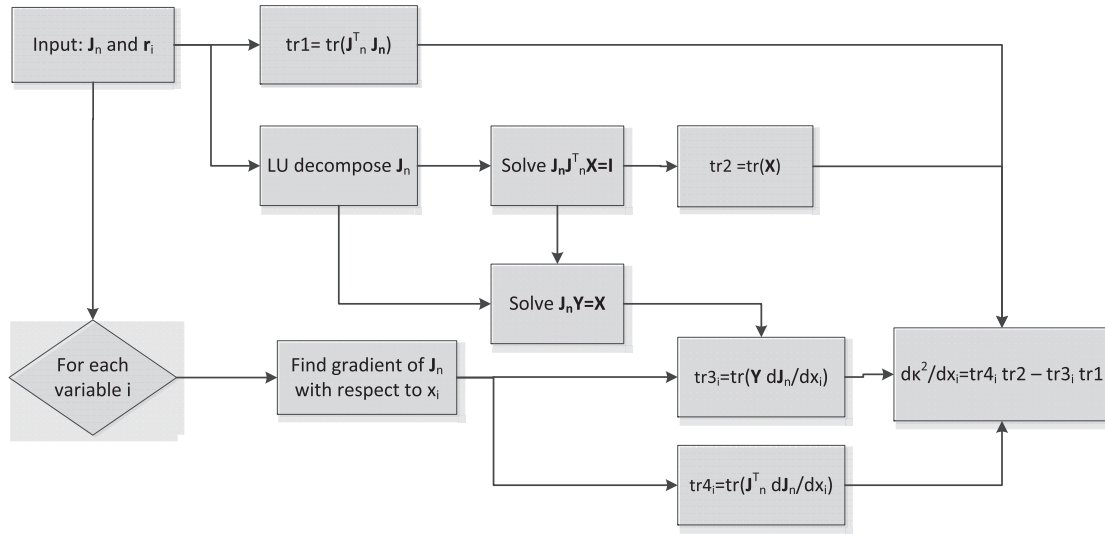 Input: Jₙ and rᵢ
tr1= tr(Jᵀₙ Jₙ)
LU decompose Jₙ
Solve JₙJᵀₙX=I
tr2 =tr(X)
Solve JₙY=X
For each
variable i
Find gradient of Jₙ
with respect to xᵢ
tr3ᵢ=tr(Y dJₙ/dxᵢ)
dκ²/dxᵢ=tr4ᵢ tr2 – tr3ᵢ tr1
tr4ᵢ=tr(Jᵀₙ dJₙ/dxᵢ)